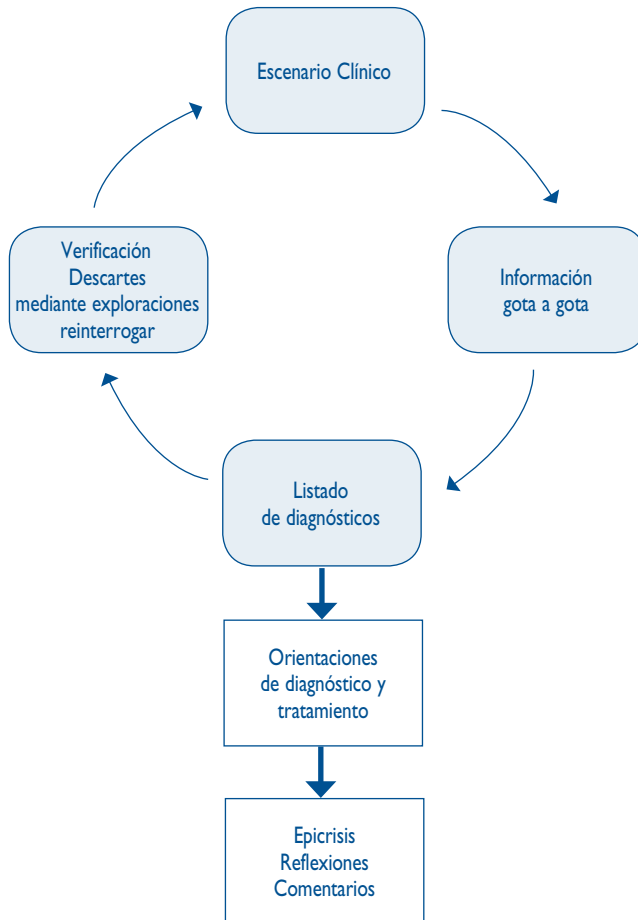 Escenario Clínico
Verificación
Descartes
mediante exploraciones
reinterrogar
Información
gota a gota
Listado
de diagnósticos
Orientaciones
de diagnóstico y
tratamiento
Epicrisis
Reflexiones
Comentarios